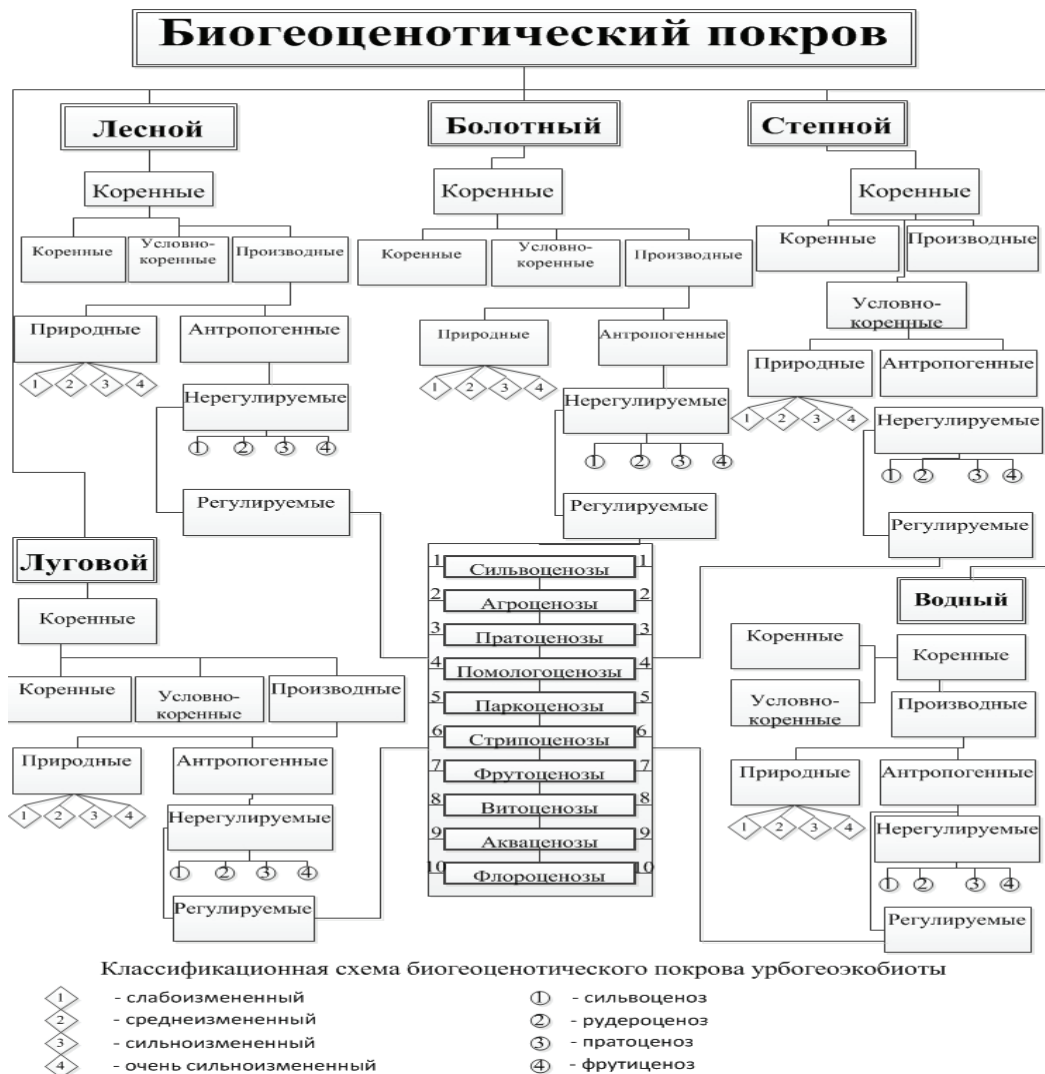 Биогеоценотический покров
Лесной
Коренные
Коренные
Условно-
коренные
Производные
Природные
1 2 3 4
Антропогенные
Нерегулируемые
1 2 3 4
Регулируемые
Болотный
Коренные
Коренные
Условно-
коренные
Производные
Природные
1 2 3 4
Антропогенные
Нерегулируемые
1 2 3 4
Регулируемые
Степной
Коренные
Коренные
Производные
Условно-
коренные
Природные
1 2 3 4
Антропогенные
Нерегулируемые
1 2 3 4
Регулируемые
Луговой
Коренные
Коренные
Условно-
коренные
Производные
Природные
1 2 3 4
Антропогенные
Нерегулируемые
1 2 3 4
Регулируемые
1 Сильвоценозы 1
2 Агроценозы 2
3 Пратоценозы 3
4 Помологоценозы 4
5 Паркоценозы 5
6 Стрипоценозы 6
7 Фрутоценозы 7
8 Витоценозы 8
9 Акваценозы 9
10 Флороценозы 10
Водный
Коренные
Коренные
Условно-
коренные
Производные
Природные
1 2 3 4
Антропогенные
Нерегулируемые
1 2 3 4
Регулируемые
Классификационная схема биогеоценотического покрова урбогеоэкобиоты
1 - слабоизмененный
2 - среднеизмененный
3 - сильноизмененный
4 - очень сильноизмененный
1 - сильвоценоз
2 - рудероценоз
3 - пратоценоз
4 - фрутиценоз